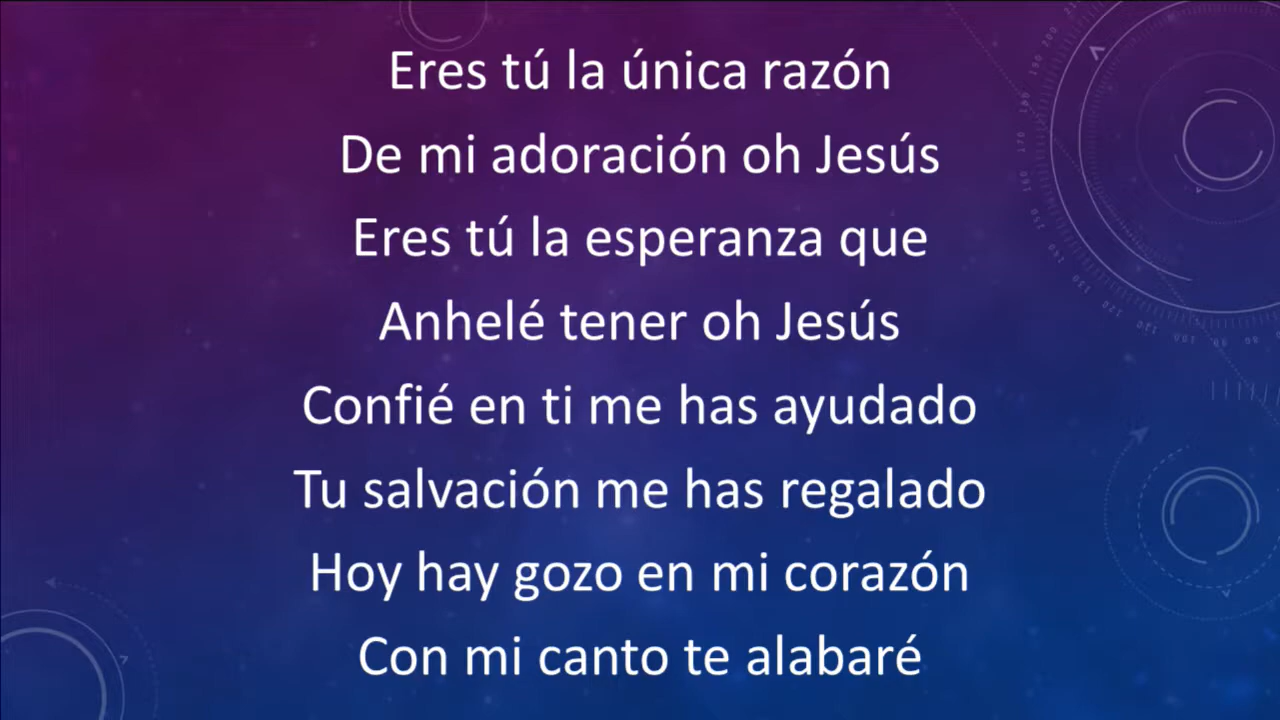 Eres tú la única razón
De mi adoración oh Jesús
Eres tú la esperanza que
Anhelé tener oh Jesús
Confié en ti me has ayudado
Tu salvación me has regalado
Hoy hay gozo en mi corazón
Con mi canto te alabaré